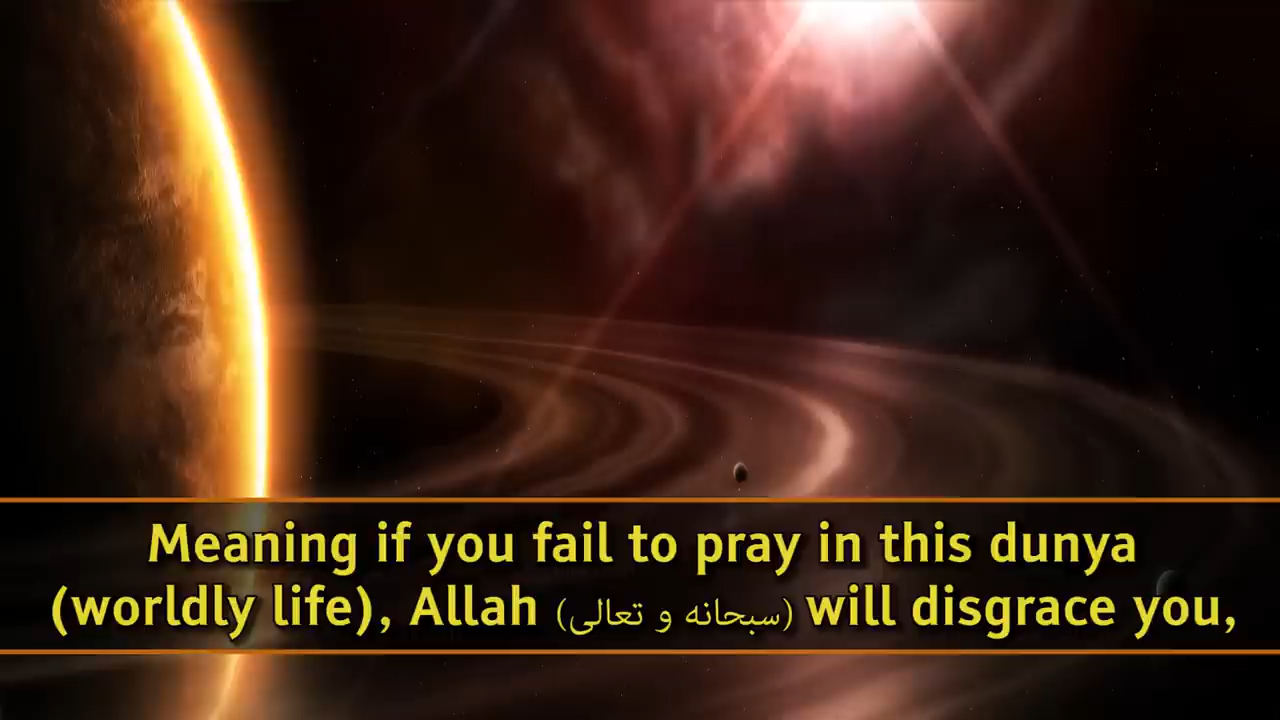 Meaning if you fail to pray in this dunya
(worldly life), Allah (سبحانه و تعالى) will disgrace you,